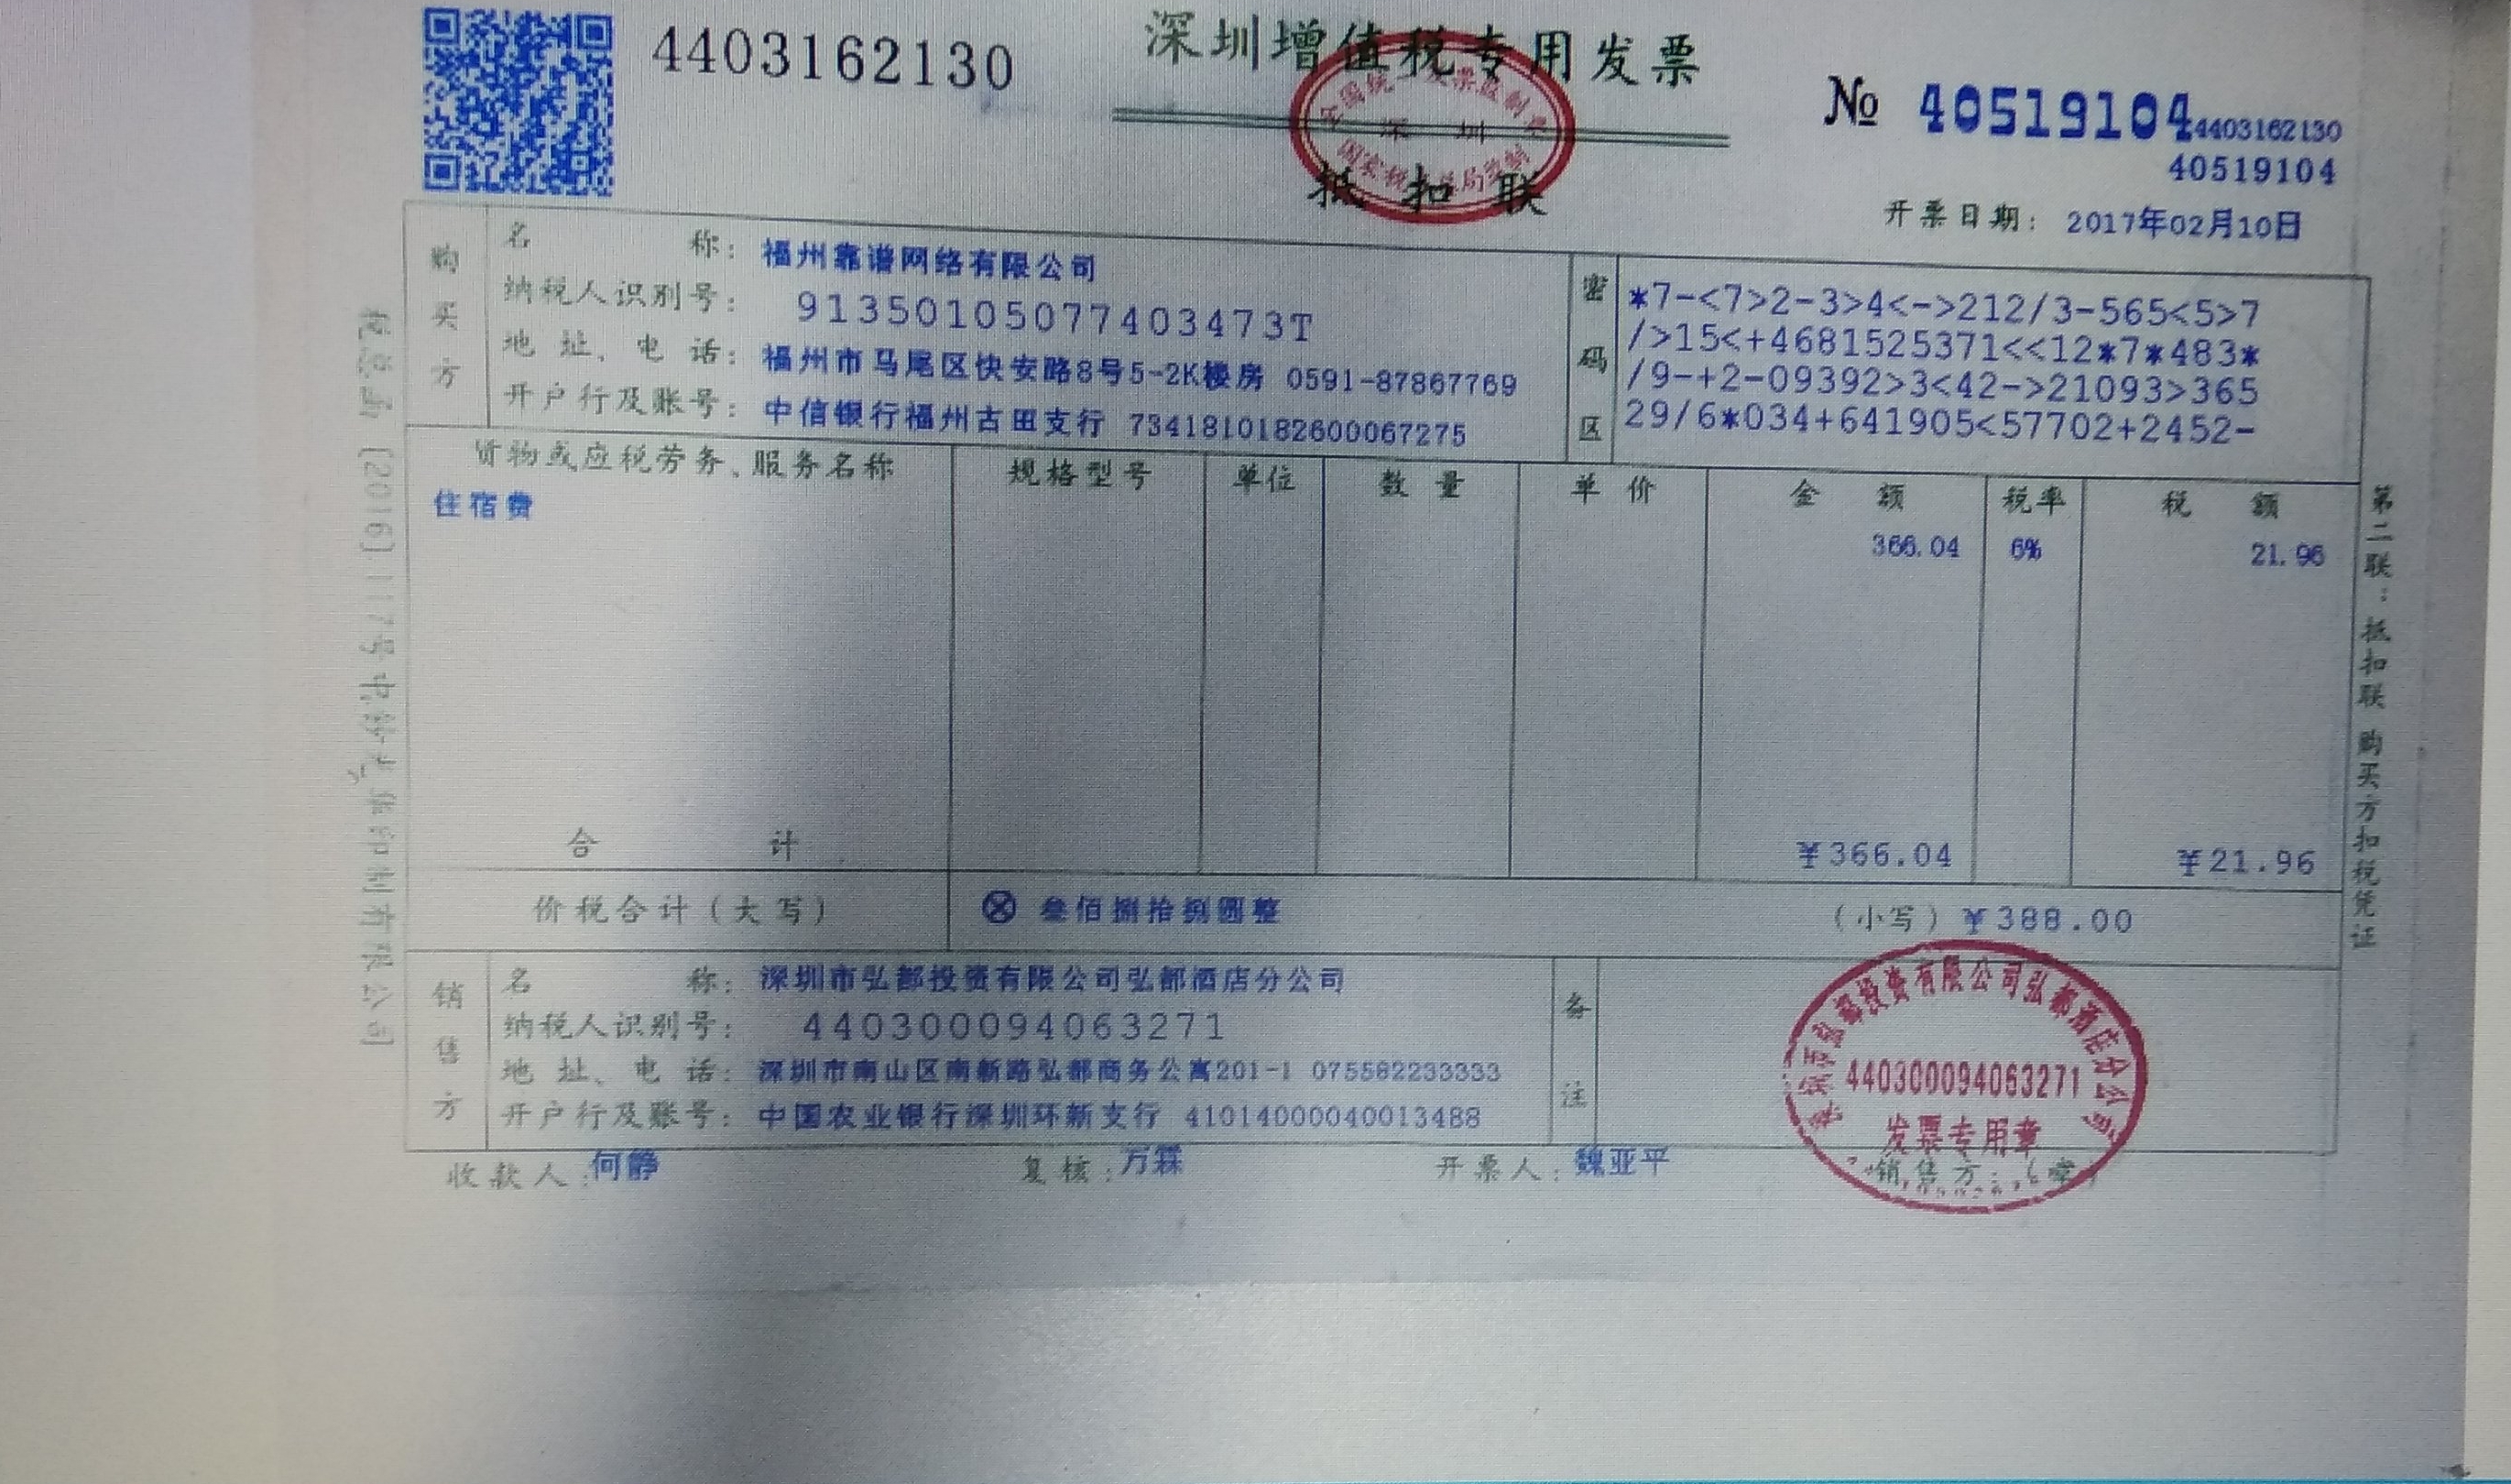 4403162130
深圳增值税专用发票
№ 40519104
4403162130
40519104
全国统一发票监制章
深 圳
国家税务总局监制
抵 扣 联
开票日期: 2017年02月10日
购买方
名 称: 福州靠谱网络有限公司
纳税人识别号: 91350105077403473T
地 址、电 话: 福州市马尾区快安路8号5-2K楼房 0591-87867769
开户行及账号: 中信银行福州古田支行 7341810182600067275
密码区
*7-<7>2-3>4<->212/3-565<5>7
/>15<+4681525371<<12*7*483*
/9-+2-09392>3<42->21093>365
29/6*034+641905<57702+2452-
货物或应税劳务、服务名称 规格型号 单位 数 量 单 价 金 额 税率 税 额
住宿费 366.04 6% 21.96
合 计 ¥366.04 ¥21.96
价税合计(大写) ⊗ 叁佰捌拾捌圆整 (小写) ¥388.00
销售方
名 称: 深圳市弘都投资有限公司弘都酒店分公司
纳税人识别号: 440300094063271
地 址、电 话: 深圳市南山区南新路弘都商务公寓201-1 075582233333
开户行及账号: 中国农业银行深圳环新支行 41014000040013488
备注
深圳市弘都投资有限公司弘都酒店分公司
440300094063271
发票专用章
收款人: 何静 复核: 万霖 开票人: 魏亚平 销售方:(章)
第二联:抵扣联 购买方扣税凭证
税总函[2016]117号
印制有限公司